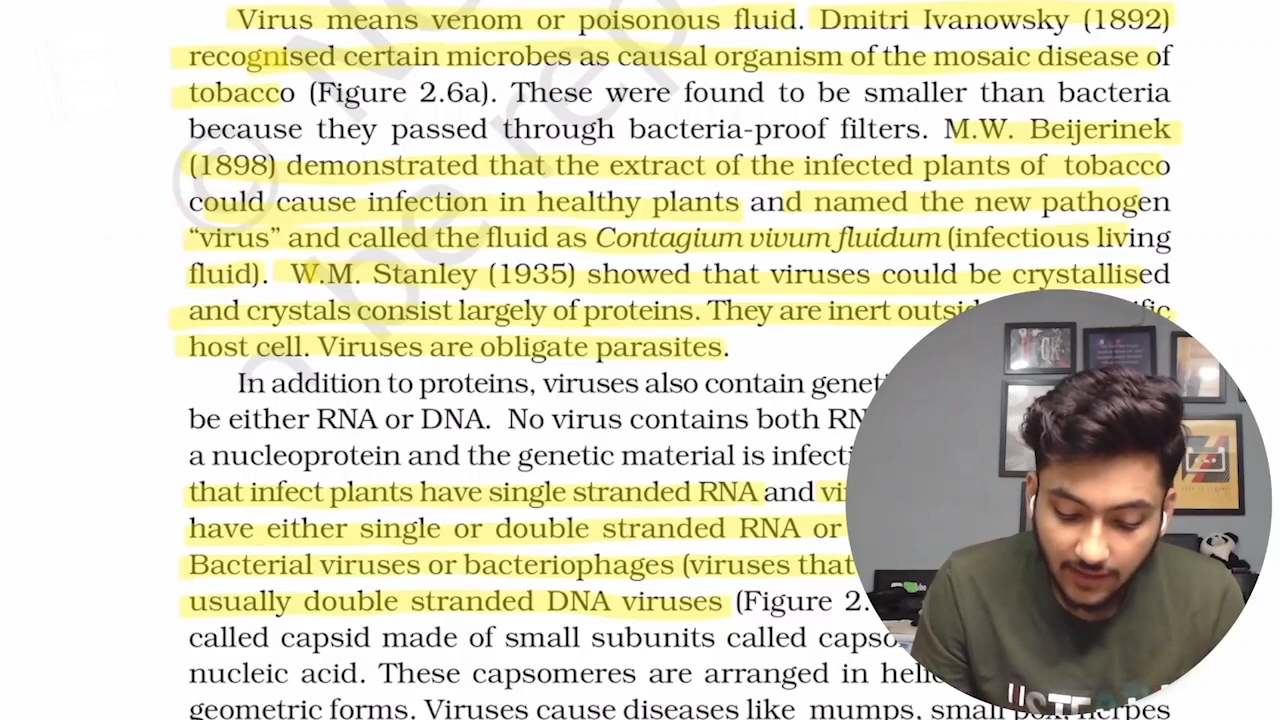 Virus means venom or poisonous fluid. Dmitri Ivanowsky (1892)
recognised certain microbes as causal organism of the mosaic disease of
tobacco (Figure 2.6a). These were found to be smaller than bacteria
because they passed through bacteria-proof filters. M.W. Beijerinek
(1898) demonstrated that the extract of the infected plants of tobacco
could cause infection in healthy plants and named the new pathogen
“virus” and called the fluid as Contagium vivum fluidum (infectious living
fluid). W.M. Stanley (1935) showed that viruses could be crystallised
and crystals consist largely of proteins. They are inert
host cell. Viruses are obligate parasites.
In addition to proteins, viruses also contain
be either RNA or DNA. No virus contains both
a nucleoprotein and the genetic material is
that infect plants have single stranded RNA and
have either single or double stranded RNA or
Bacterial viruses or bacteriophages (viruses that
usually double stranded DNA viruses (Figure 2.
called capsid made of small subunits called
nucleic acid. These capsomeres are arranged in
geometric forms. Viruses cause diseases like mumps, small